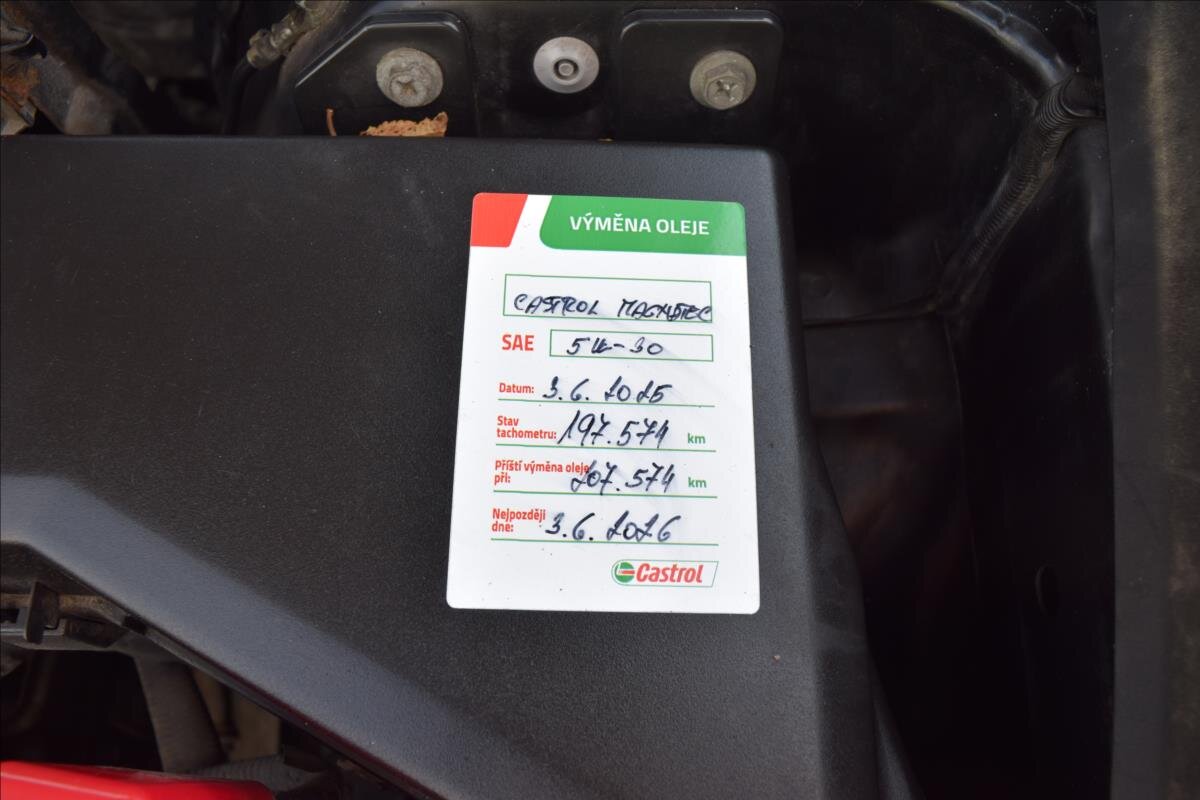 VÝMĚNA OLEJE
CASTROL MAGNATEC
SAE 5W-30
Datum: 3.6.2025
Stav tachometru: 197.574 km
Příští výměna oleje při: 207.574 km
Nejpozději dne: 3.6.2026
Castrol